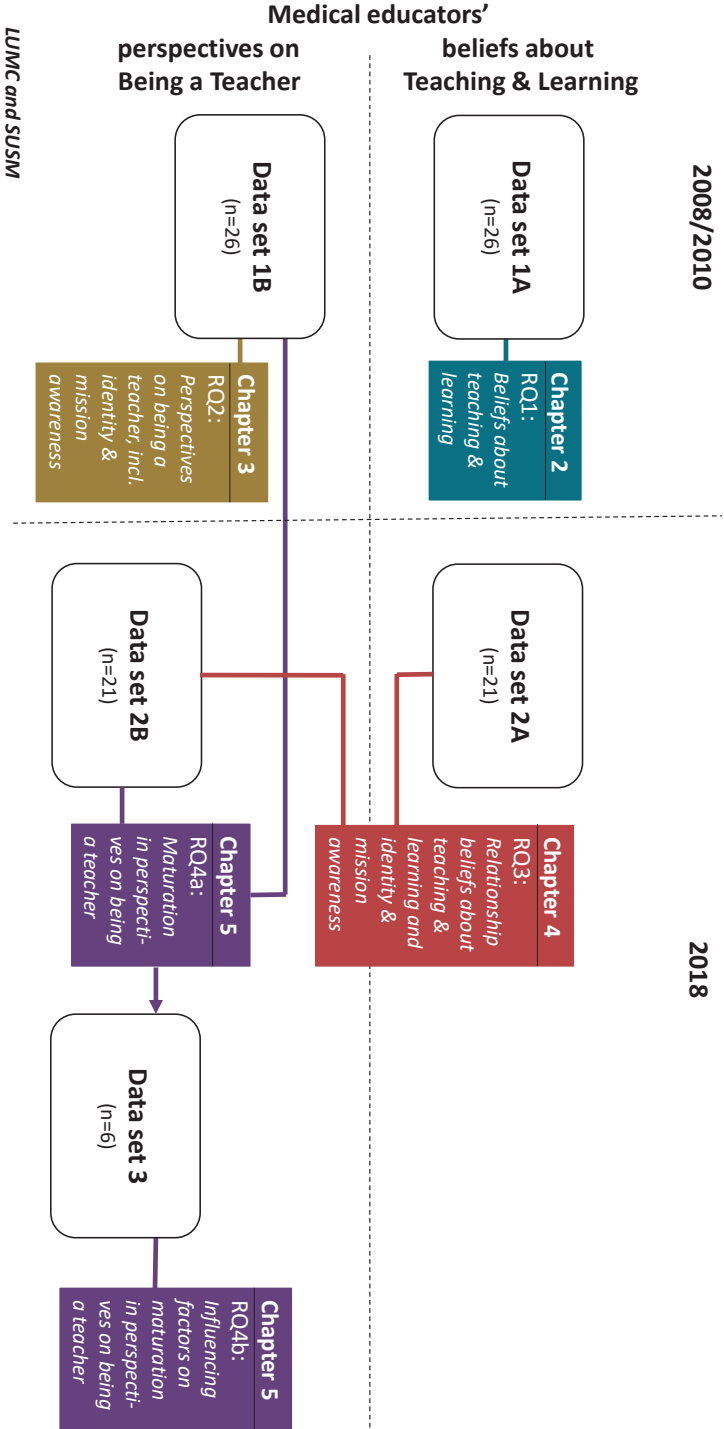 Medical educators'
beliefs about
Teaching & Learning
perspectives on
Being a Teacher
LUMC and SUSM
2008/2010
2018
Data set 1A
(n=26)
Chapter 2
RQ1:
Beliefs about
teaching &
learning
Data set 1B
(n=26)
Chapter 3
RQ2:
Perspectives
on being a
teacher, incl.
identity &
mission
awareness
Data set 2A
(n=21)
Chapter 4
RQ3:
Relationship
beliefs about
teaching &
learning and
identity &
mission
awareness
Data set 2B
(n=21)
Chapter 5
RQ4a:
Maturation
in perspecti-
ves on being
a teacher
Data set 3
(n=6)
Chapter 5
RQ4b:
Influencing
factors on
maturation
in perspecti-
ves on being
a teacher